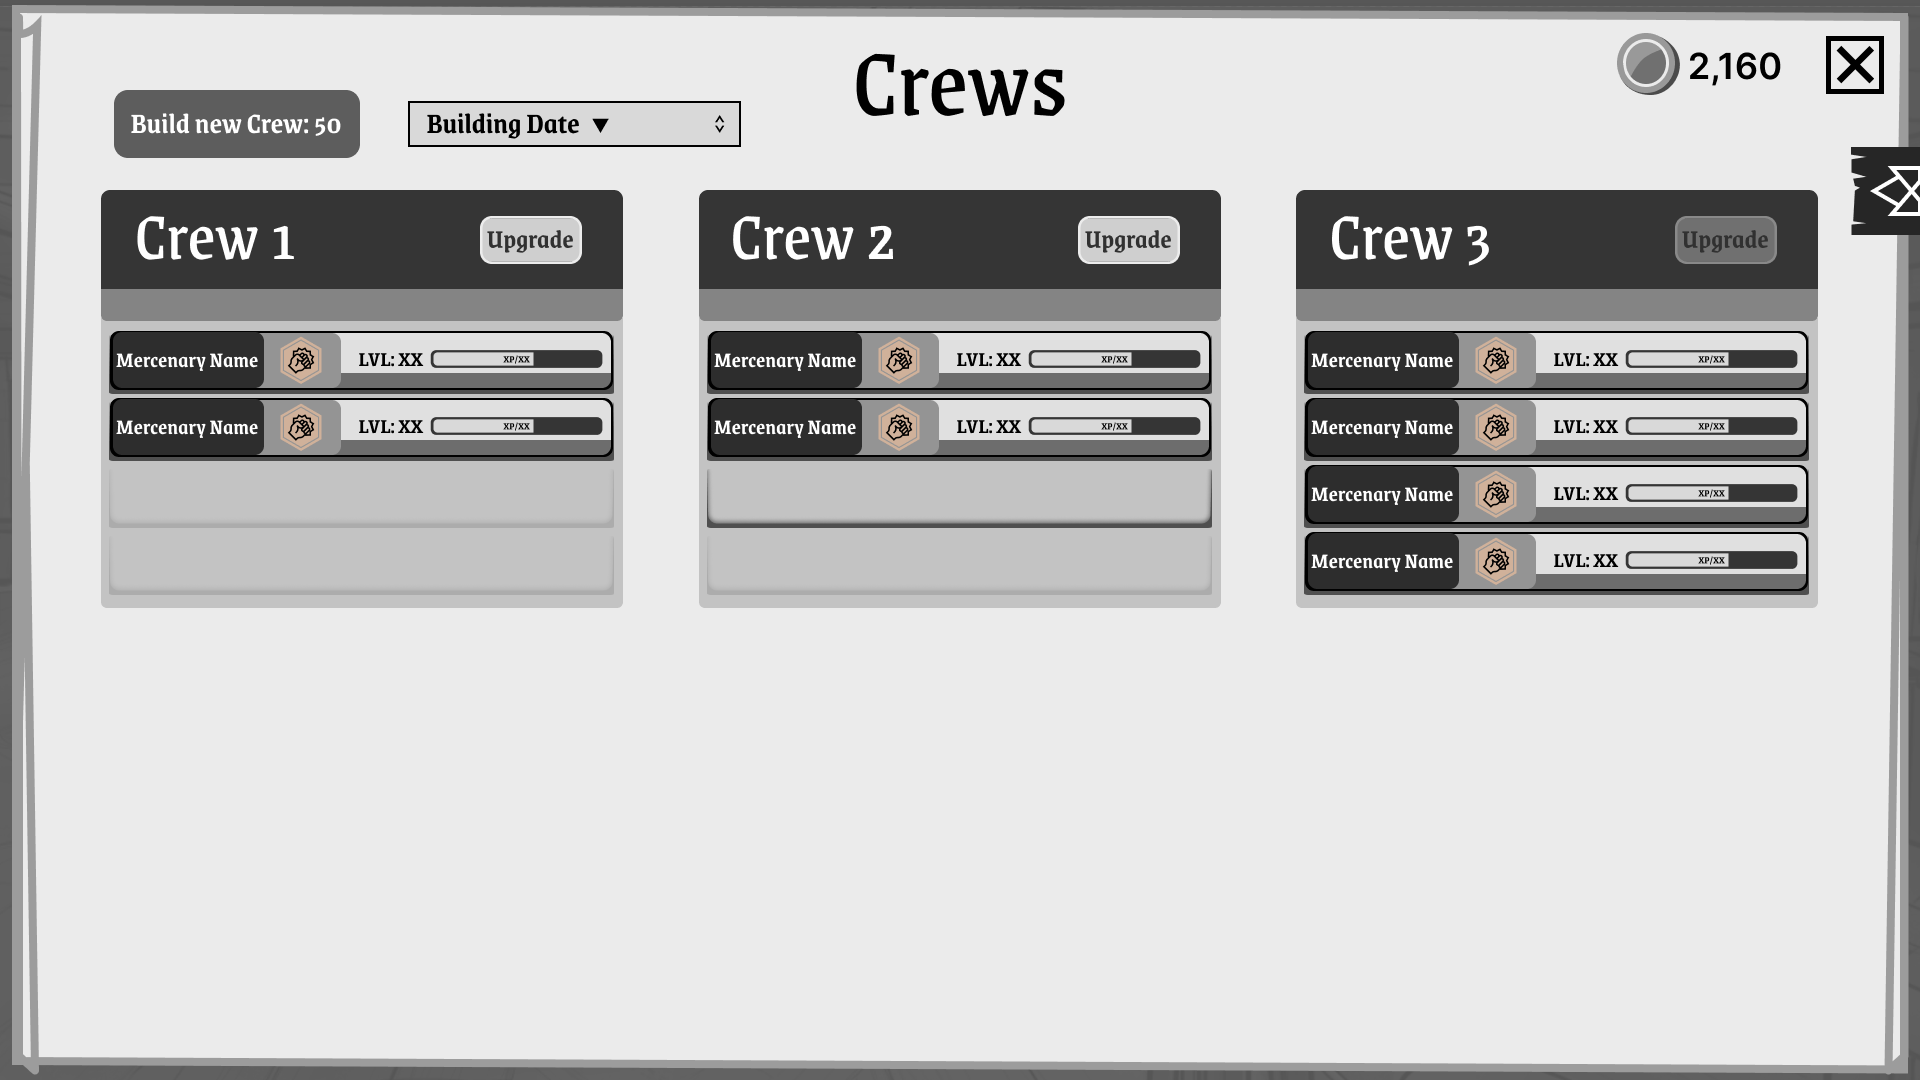 Crews
2,160
Build new Crew: 50
Building Date ▼
Crew 1
Upgrade
Mercenary Name LVL: XX XP/XX
Mercenary Name LVL: XX XP/XX
Crew 2
Upgrade
Mercenary Name LVL: XX XP/XX
Mercenary Name LVL: XX XP/XX
Crew 3
Upgrade
Mercenary Name LVL: XX XP/XX
Mercenary Name LVL: XX XP/XX
Mercenary Name LVL: XX XP/XX
Mercenary Name LVL: XX XP/XX